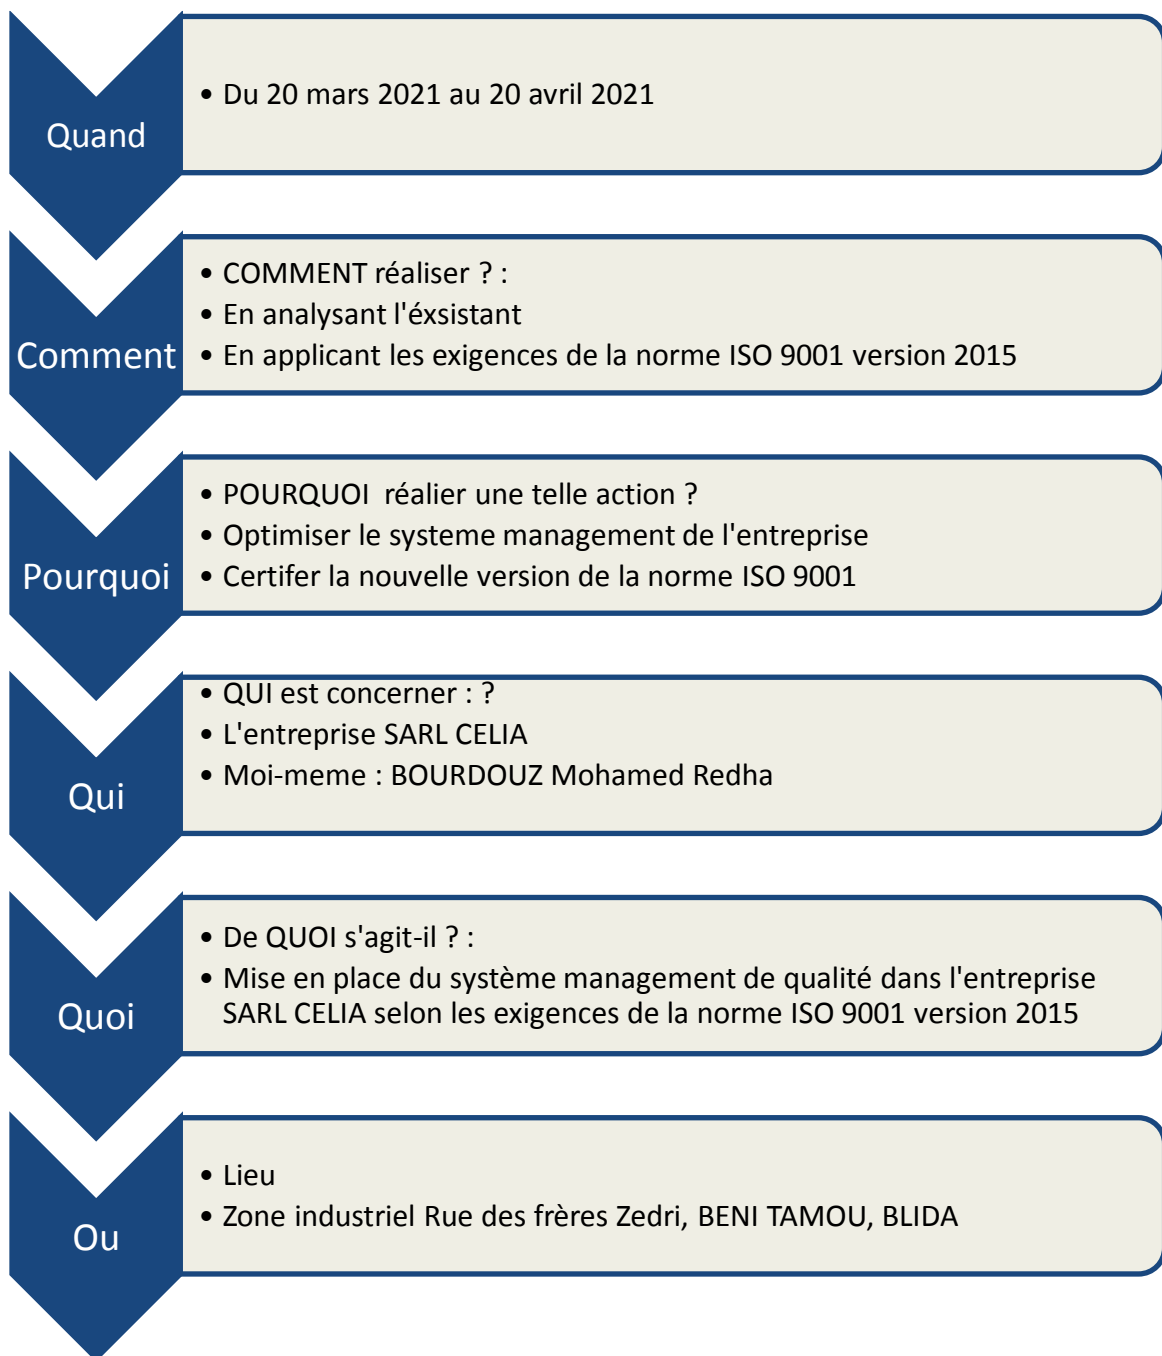 Quand
• Du 20 mars 2021 au 20 avril 2021
Comment
• COMMENT réaliser ? :
• En analysant l'éxsistant
• En applicant les exigences de la norme ISO 9001 version 2015
Pourquoi
• POURQUOI  réalier une telle action ?
• Optimiser le systeme management de l'entreprise
• Certifer la nouvelle version de la norme ISO 9001
Qui
• QUI est concerner : ?
• L'entreprise SARL CELIA
• Moi-meme : BOURDOUZ Mohamed Redha
Quoi
• De QUOI s'agit-il ? :
• Mise en place du système management de qualité dans l'entreprise
SARL CELIA selon les exigences de la norme ISO 9001 version 2015
Ou
• Lieu
• Zone industriel Rue des frères Zedri, BENI TAMOU, BLIDA